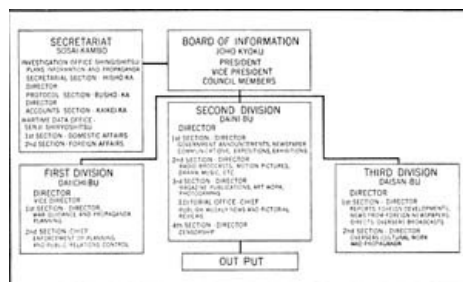 SECRETARIAT
SOSAI-KAMBO
INVESTIGATION OFFICE SHINGISHITSU
PLANS INFORMATION AND PROPAGANDA
SECRETARIAL SECTION - HISHO-KA
DIRECTOR
PROTOCOL SECTION - BUSHO-KA
DIRECTOR
ACCOUNTS SECTION - KAIKEI-KA
WARTIME DATA OFFICE -
SENJI SHIRYOSHITSU
1st SECTION - DOMESTIC AFFAIRS
2nd SECTION - FOREIGN AFFAIRS
BOARD OF INFORMATION
JOHO KYOKU
PRESIDENT
VICE PRESIDENT
COUNCIL MEMBERS
SECOND DIVISION
DAINI-BU
DIRECTOR
1st SECTION - DIRECTOR
GOVERNMENT ANNOUNCEMENTS, NEWSPAPER
COMMUNICATIONS, EXPOSITIONS, EXHIBITIONS
2nd SECTION - DIRECTOR
RADIO BROADCASTS, MOTION PICTURES,
DRAMA MUSIC, ETC
3rd SECTION - DIRECTOR
MAGAZINE PUBLICATIONS, ART WORK,
PHOTOGRAPHS
EDITORIAL OFFICE - CHIEF
PUBLISH WEEKLY NEWS AND PICTORIAL
REVIEWS
4th SECTION - DIRECTOR
CENSORSHIP
FIRST DIVISION
DAIICHI-BU
DIRECTOR
VICE DIRECTOR
1st SECTION - DIRECTOR
WAR GUIDANCE AND PROPAGANDA
PLANNING
2nd SECTION - CHIEF
ENFORCEMENT OF PLANNING
AND PUBLIC RELATIONS CONTROL
THIRD DIVISION
DAISAN-BU
DIRECTOR
1st SECTION - DIRECTOR
REPORTS FOREIGN DEVELOPMENTS,
NEWS FROM FOREIGN NEWSPAPERS,
DIRECTS OVERSEAS BROADCASTS
2nd SECTION - DIRECTOR
OVERSEAS CULTURAL WORK
AND PROPAGANDA
OUT PUT